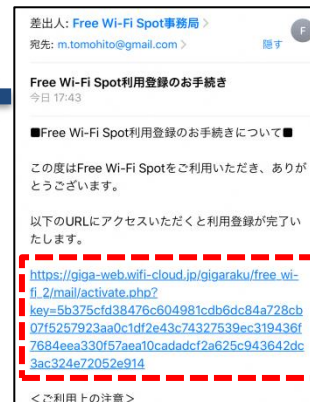 差出人: Free Wi-Fi Spot事務局 >
F
宛先: m.tomohito@gmail.com >
隠す
Free Wi-Fi Spot利用登録のお手続き
今日 17:43
■Free Wi-Fi Spot利用登録のお手続きについて■
この度はFree Wi-Fi Spotをご利用いただき、ありが
とうございます。
以下のURLにアクセスいただくと利用登録が完了い
たします。
https://giga-web.wifi-cloud.jp/gigaraku/free_wi-
fi_2/mail/activate.php?
key=5b375cfd38476c604981cdb6dc84a728cb
07f5257923aa0c1df2e43c74327539ec319436f
7684eea330f57aea10cadadcf2a625c943642dc
3ac324e72052e914
<ご利用上の注意>